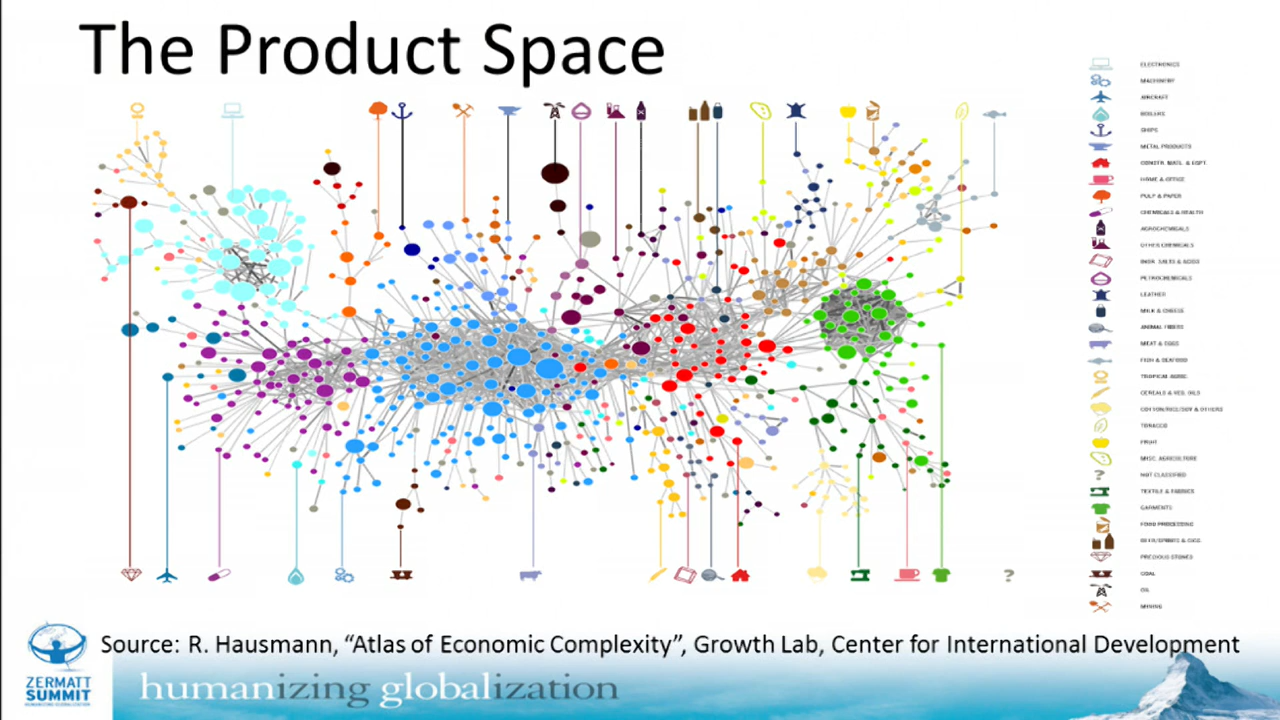 The Product Space
ELECTRONICS
MACHINERY
AIRCRAFT
BOILERS
SHIPS
METAL PRODUCTS
CONSTR. MATL. & EQPT.
HOME & OFFICE
PULP & PAPER
CHEMICALS & HEALTH
AGROCHEMICALS
OTHER CHEMICALS
INOR. SALTS & ACIDS
PETROCHEMICALS
LEATHER
MILK & CHEESE
ANIMAL FIBERS
MEAT & EGGS
FISH & SEAFOOD
TROPICAL AGRIC.
CEREALS & VEG. OILS
COTTON/RICE/SOY & OTHERS
TOBACCO
FRUIT
MISC. AGRICULTURE
?
NOT CLASSIFIED
TEXTILE & FABRICS
GARMENTS
FOOD PROCESSING
PRECIOUS STONES
COAL
OIL
MINING
?
Source: R. Hausmann, “Atlas of Economic Complexity”, Growth Lab, Center for International Development
ZERMATT
SUMMIT
HUMANIZING GLOBALIZATION
humanizing globalization